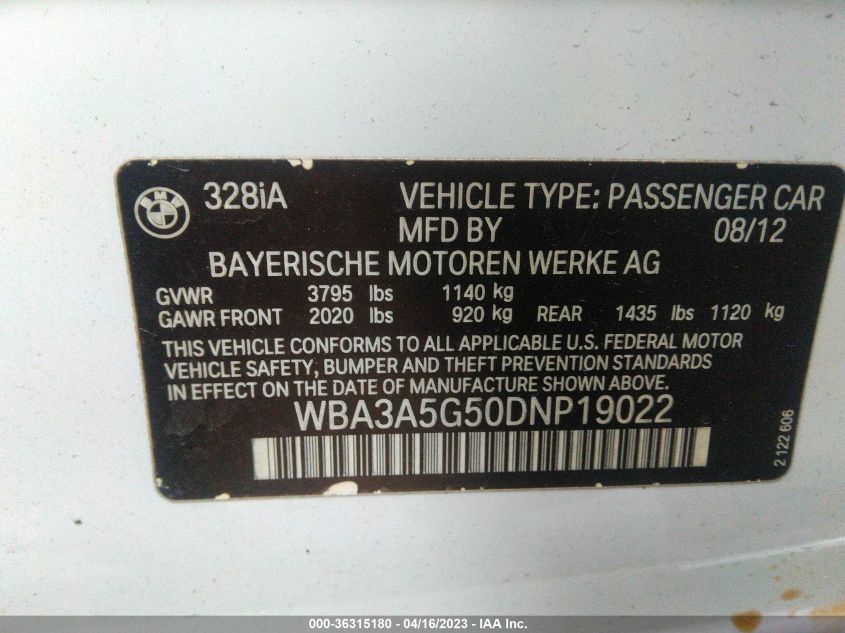 BMW
328iA VEHICLE TYPE: PASSENGER CAR
MFD BY 08/12
BAYERISCHE MOTOREN WERKE AG
GVWR 3795 lbs 1140 kg
GAWR FRONT 2020 lbs 920 kg REAR 1435 lbs 1120 kg
THIS VEHICLE CONFORMS TO ALL APPLICABLE U.S. FEDERAL MOTOR
VEHICLE SAFETY, BUMPER AND THEFT PREVENTION STANDARDS
IN EFFECT ON THE DATE OF MANUFACTURE SHOWN ABOVE.
WBA3A5G50DNP19022
2 122 606
000-36315180 - 04/16/2023 - IAA Inc.